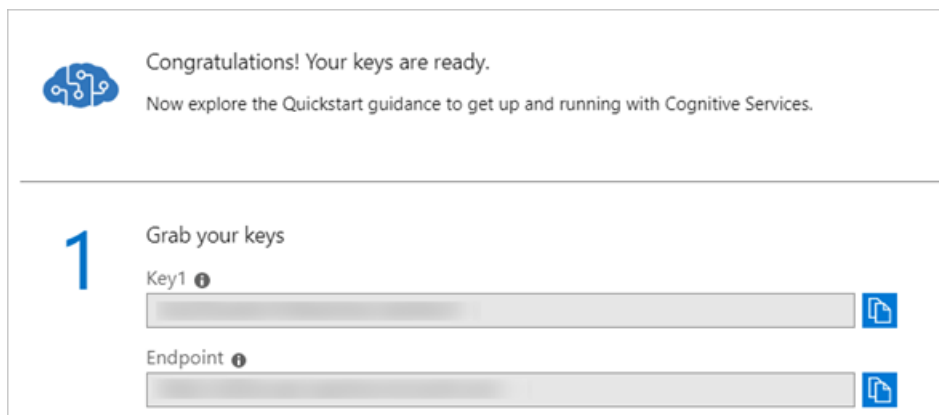 Congratulations! Your keys are ready.
Now explore the Quickstart guidance to get up and running with Cognitive Services.
1
Grab your keys
Key1
Endpoint